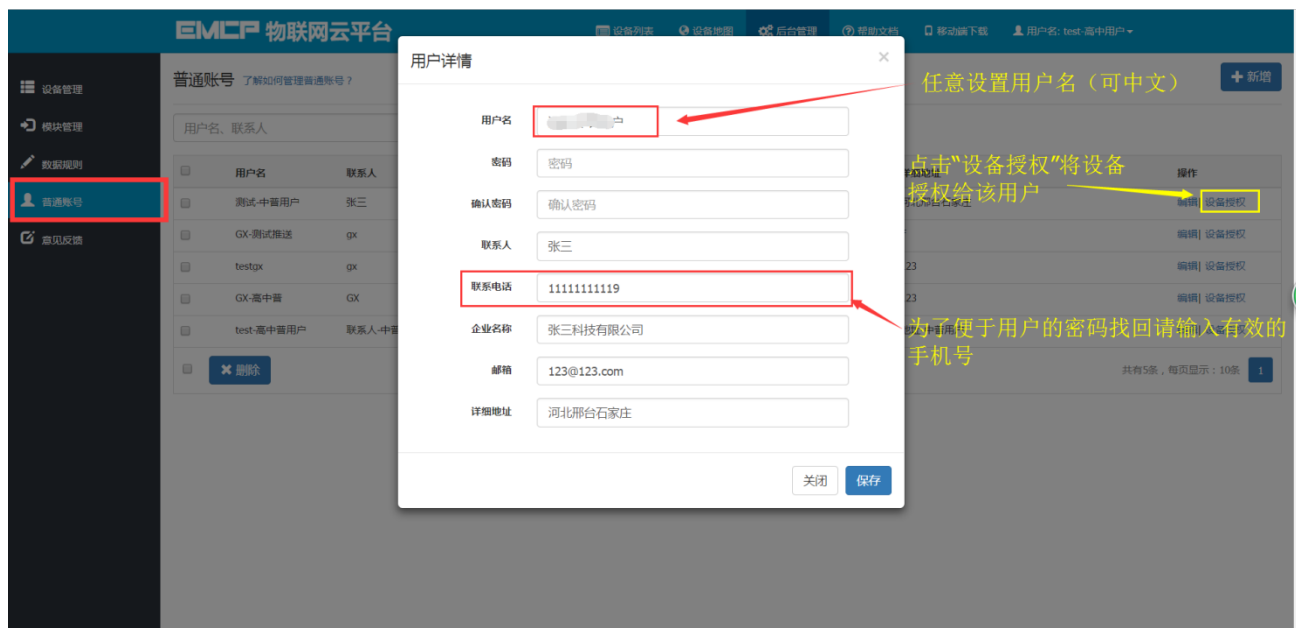 EMCP 物联网云平台
设备列表
设备地图
后台管理
帮助文档
移动端下载
用户名: test-高中用户
设备管理
模块管理
数据规则
普通账号
意见反馈
普通账号 了解如何管理普通账号？
新增
用户名、联系人
用户名 联系人 操作
测试-中普用户 张三 编辑| 设备授权
GX-测试推送 gx 编辑| 设备授权
testgx gx 23 编辑| 设备授权
GX-高中普 GX 23 编辑| 设备授权
test-高中普用户 联系人-中普
删除
共有5条，每页显示：10条 1
用户详情 ×
用户名 户
密码 密码
确认密码 确认密码
联系人 张三
联系电话 11111111119
企业名称 张三科技有限公司
邮箱 123@123.com
详细地址 河北邢台石家庄
关闭 保存
任意设置用户名（可中文）
点击“设备授权”将设备
授权给该用户
为了便于用户的密码找回请输入有效的
手机号